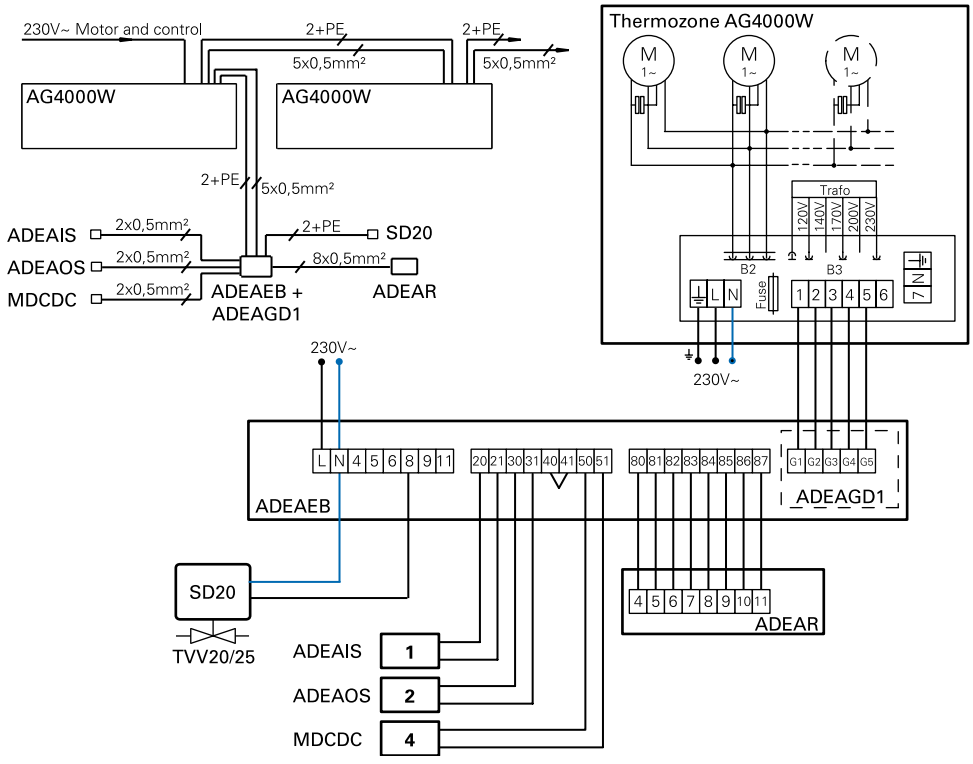 230V~ Motor and control
2+PE
5x0,5mm²
2+PE
5x0,5mm²
AG4000W
AG4000W
2+PE
5x0,5mm²
ADEAIS
2x0,5mm²
2+PE
SD20
ADEAOS
2x0,5mm²
8x0,5mm²
ADEAR
MDCDC
2x0,5mm²
ADEAEB +
ADEAGD1
Thermozone AG4000W
M
1~
M
1~
M
1~
Trafo
120V
140V
170V
200V
230V
B2
B3
L N
Fuse
1 2 3 4 5 6
N
7
230V~
230V~
L N 4 5 6 8 9 11
20 21 30 31 40 41 50 51
80 81 82 83 84 85 86 87
G1 G2 G3 G4 G5
ADEAEB
ADEAGD1
SD20
TVV20/25
4 5 6 7 8 9 10 11
ADEAR
ADEAIS
1
ADEAOS
2
MDCDC
4